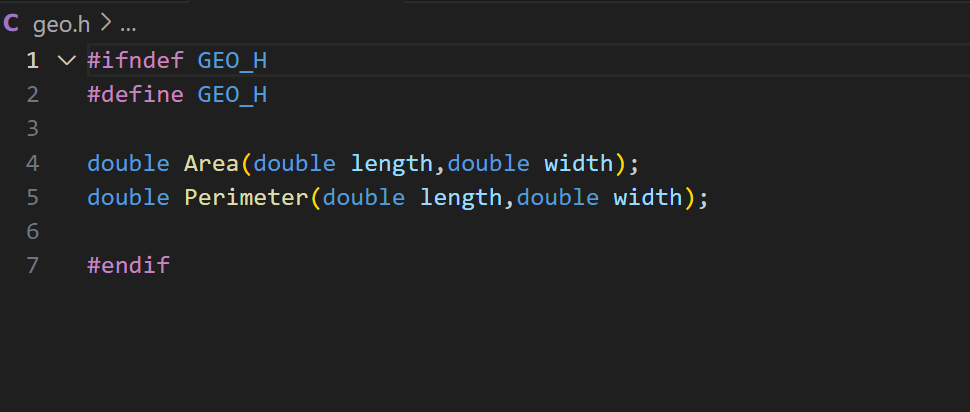 C geo.h > ...
1 #ifndef GEO_H
2 #define GEO_H
3
4 double Area(double length,double width);
5 double Perimeter(double length,double width);
6
7 #endif